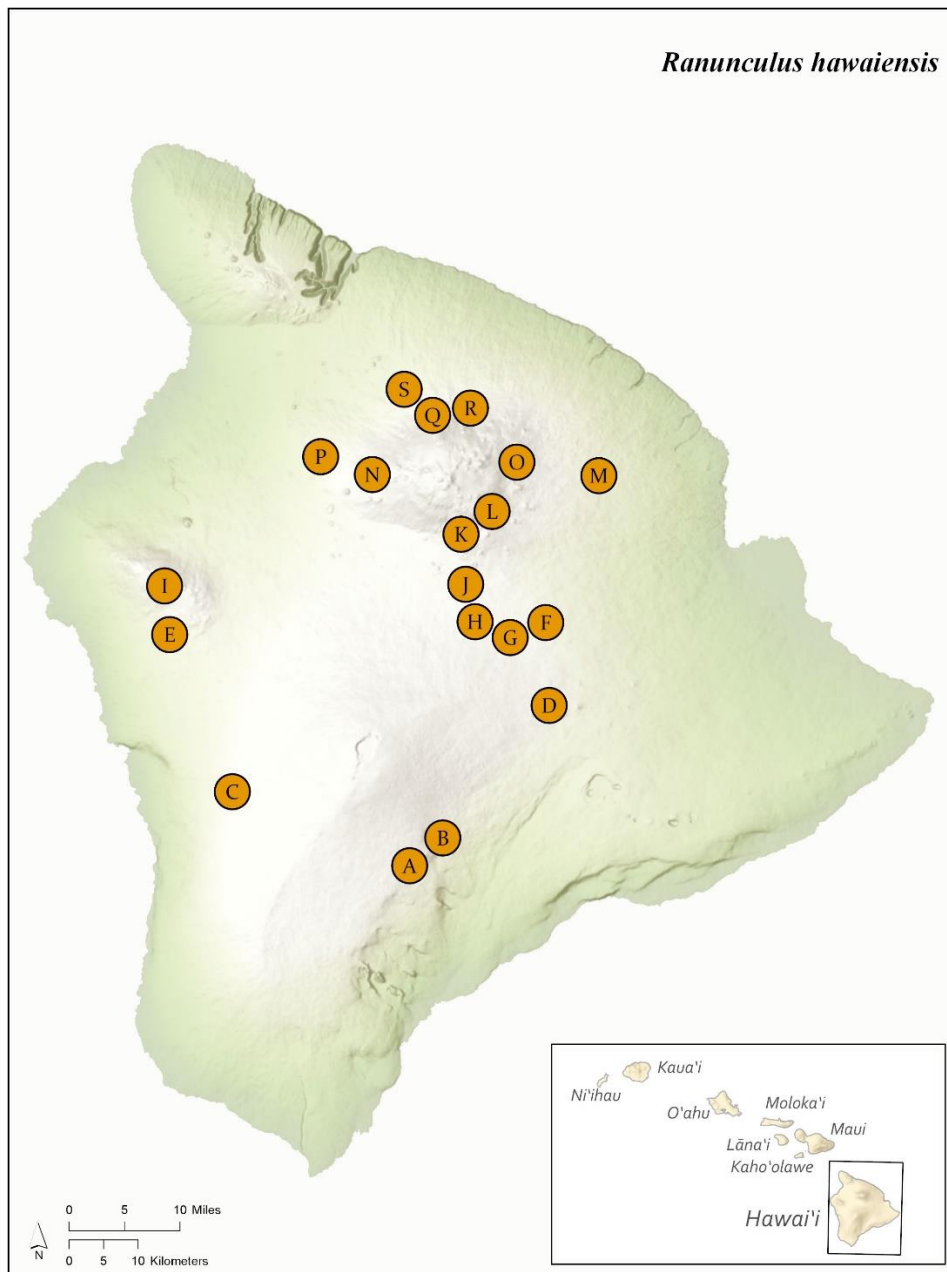 Ranunculus hawaiensis
S
Q
R
P
N
O
M
L
K
I
J
H
F
E
G
D
C
B
A
Kaua'i
Ni'ihau
O'ahu
Moloka'i
Maui
Lāna'i
Kaho'olawe
Hawai'i
0 5 10 Miles
0 5 10 Kilometers
N